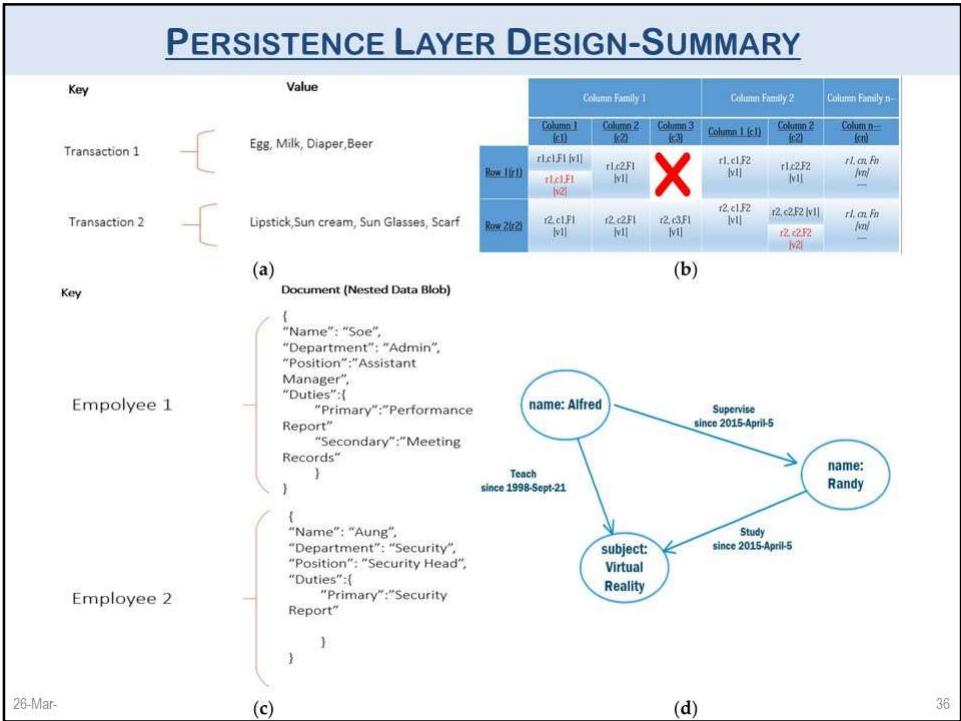 PERSISTENCE LAYER DESIGN-SUMMARY
Key
Value
Transaction 1
Egg, Milk, Diaper,Beer
Transaction 2
Lipstick,Sun cream, Sun Glasses, Scarf
(a)
Column Family 1
Column Family 2
Column Family n--
Column 1
(c1)
Column 2
(c2)
Column 3
(c3)
Column 1 (c1)
Column 2
(c2)
Colum n---
(cn)
Row 1(r1)
r1,c1,F1 [v1]
r1,c1,F1
[v2]
r1,c2,F1
[v1]
r1, c1,F2
[v1]
r1,c2,F2
[v1]
r1, cn, Fn
[vn]
----
Row 2(r2)
r2, c1,F1
[v1]
r2, c2,F1
[v1]
r2, c3,F1
[v1]
r2, c1,F2
[v1]
r2, c2,F2 [v1]
r2, c2,F2
[v2]
r1, cn, Fn
[vn]
----
(b)
Key
Document (Nested Data Blob)
Empolyee 1
{
“Name”: “Soe”,
“Department”: “Admin”,
“Position”:”Assistant
Manager”,
“Duties”:{
”Primary”:”Performance
Report”
”Secondary”:”Meeting
Records”
}
}
Employee 2
{
“Name”: “Aung”,
“Department”: “Security”,
“Position”: “Security Head”,
“Duties”:{
”Primary”:”Security
Report”
}
}
(c)
name: Alfred
Supervise
since 2015-April-5
name:
Randy
Teach
since 1998-Sept-21
Study
since 2015-April-5
subject:
Virtual
Reality
(d)
26-Mar-
36